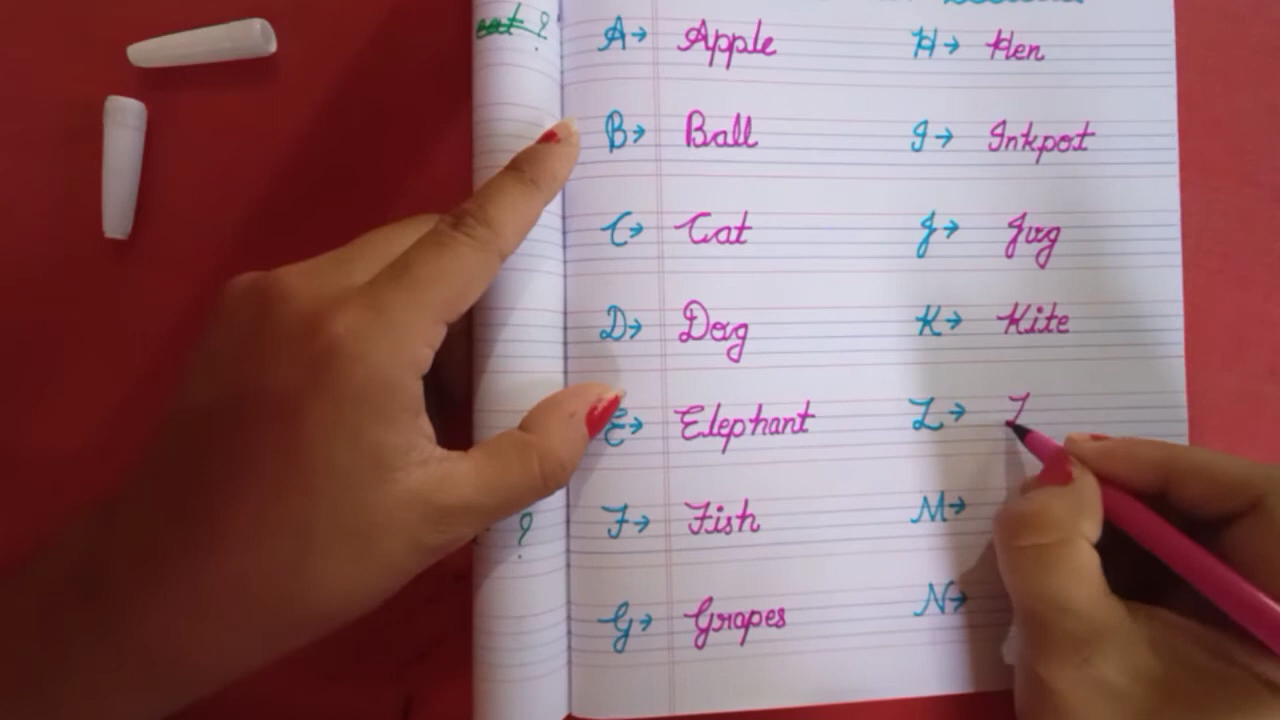 A→ Apple H→ Hen
B→ Ball I→ Inkpot
C→ Cat J→ Jug
D→ Dog K→ Kite
E→ Elephant L→ L
F→ Fish M→
G→ Grapes N→
?